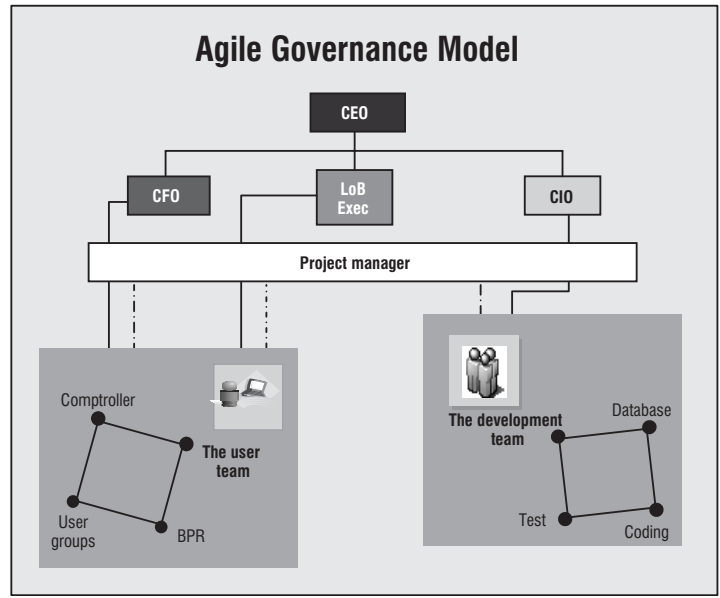 Agile Governance Model
CEO
CFO
LoB
Exec
CIO
Project manager
Comptroller
The user
team
User
groups
BPR
The development
team
Database
Test
Coding